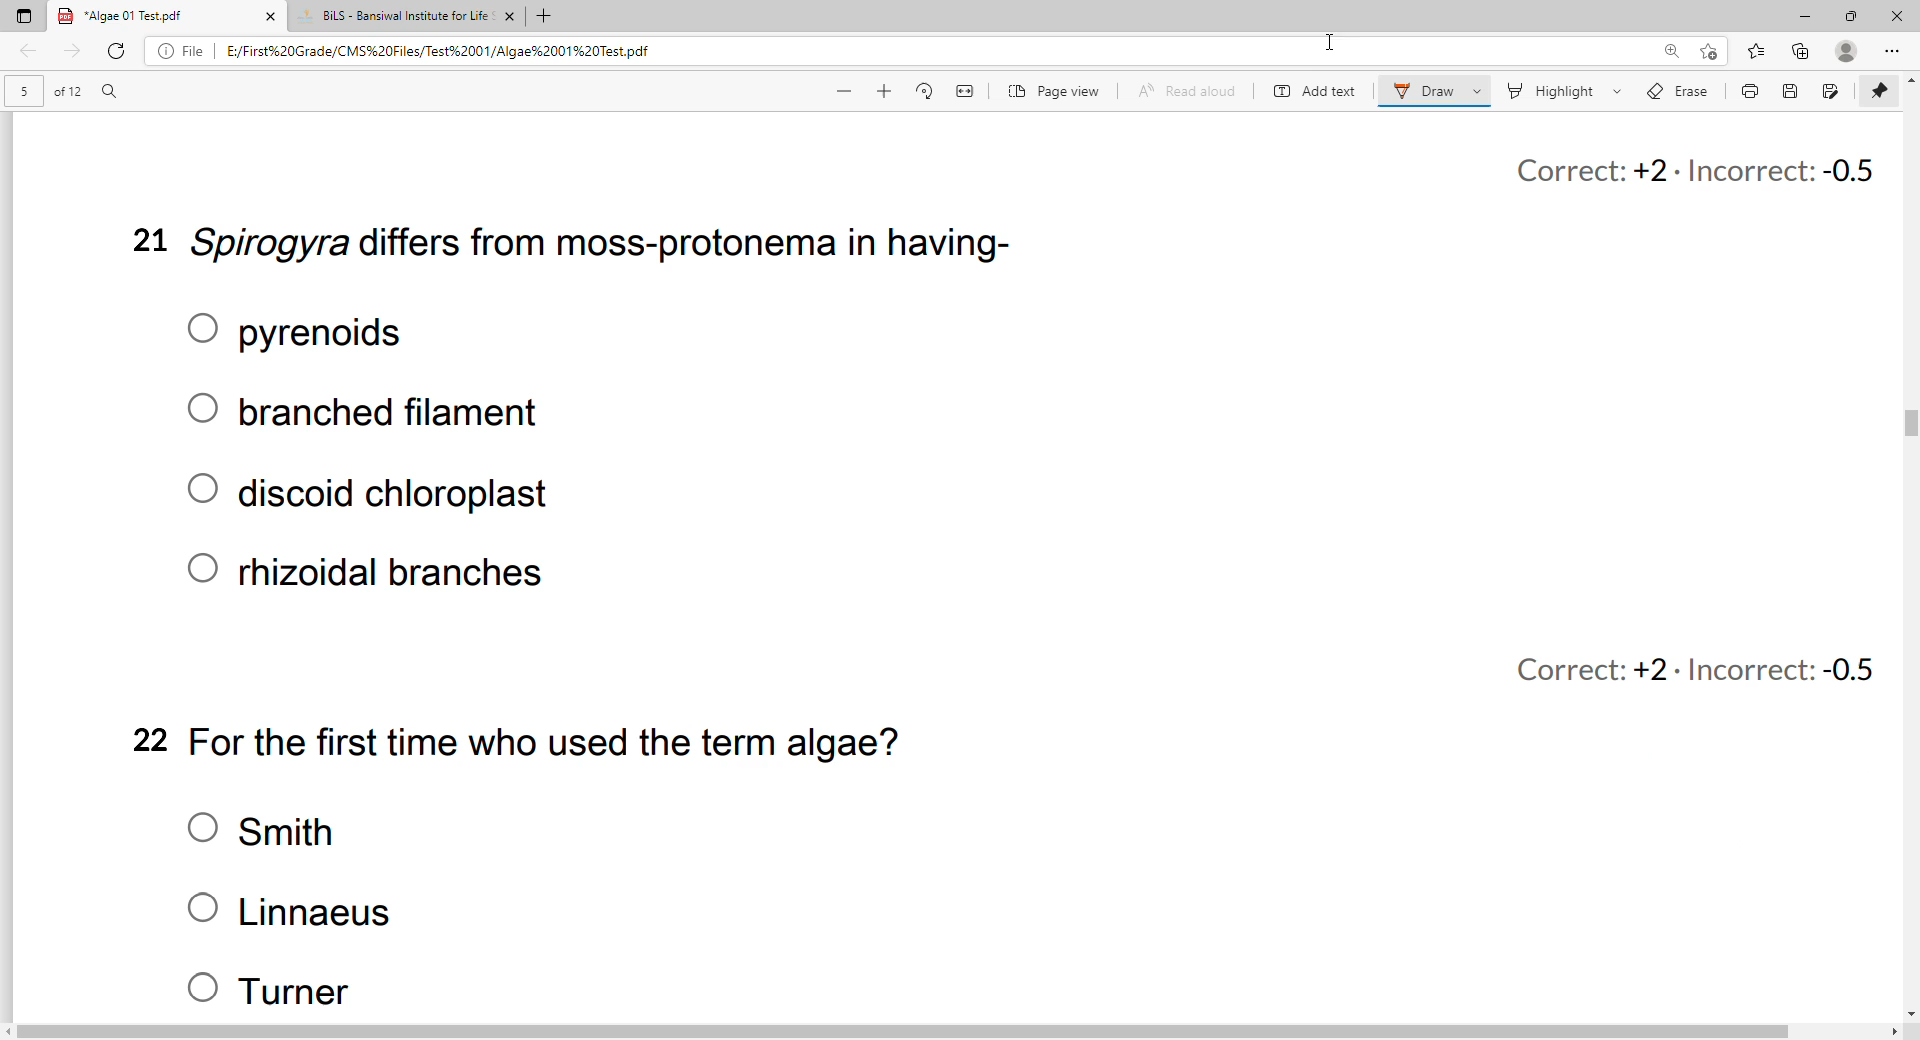 *Algae 01 Test.pdf
BiLS - Bansiwal Institute for Life S
File
E:/First%20Grade/CMS%20Files/Test%2001/Algae%2001%20Test.pdf
5 of 12
Page view
Read aloud
Add text
Draw
Highlight
Erase
Correct: +2 · Incorrect: -0.5
21 Spirogyra differs from moss-protonema in having-
pyrenoids
branched filament
discoid chloroplast
rhizoidal branches
Correct: +2 · Incorrect: -0.5
22 For the first time who used the term algae?
Smith
Linnaeus
Turner